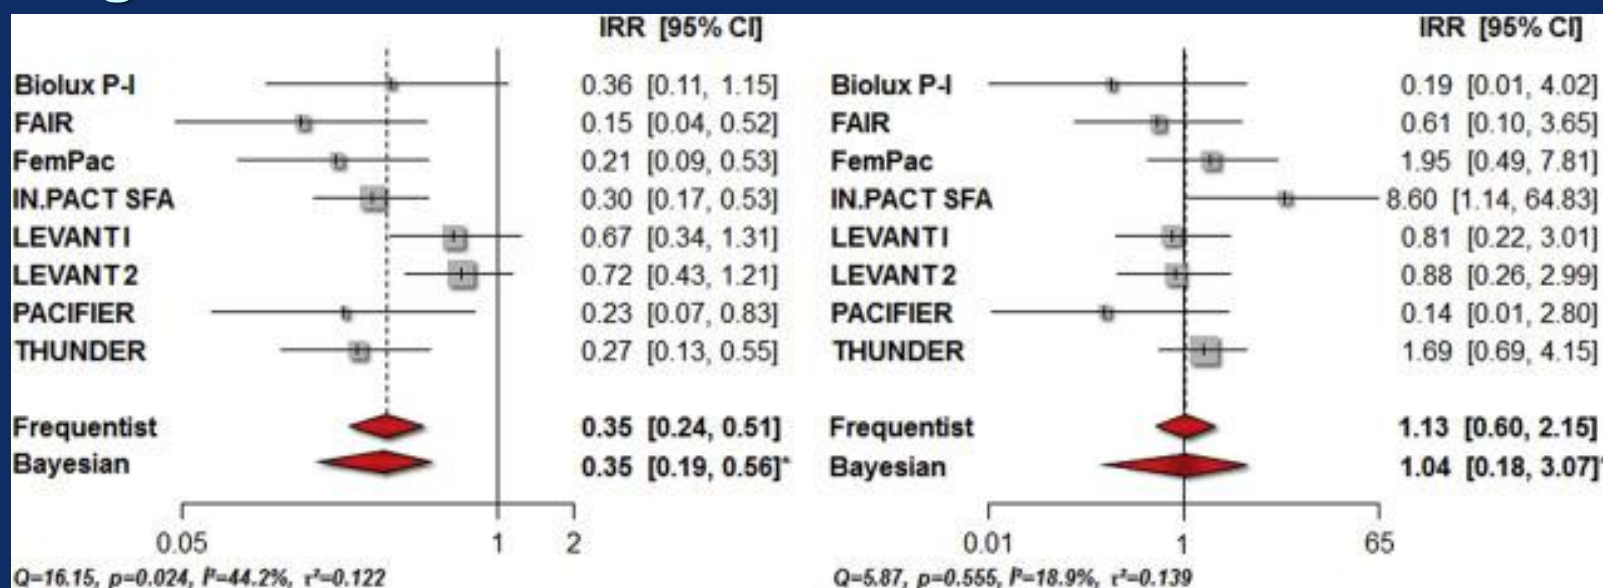 IRR [95% CI]
Biolux P-I 0.36 [0.11, 1.15]
FAIR 0.15 [0.04, 0.52]
FemPac 0.21 [0.09, 0.53]
IN.PACT SFA 0.30 [0.17, 0.53]
LEVANT I 0.67 [0.34, 1.31]
LEVANT 2 0.72 [0.43, 1.21]
PACIFIER 0.23 [0.07, 0.83]
THUNDER 0.27 [0.13, 0.55]
Frequentist 0.35 [0.24, 0.51]
Bayesian 0.35 [0.19, 0.56]*
0.05 1 2
Q=16.15, p=0.024, I²=44.2%, τ²=0.122
IRR [95% CI]
Biolux P-I 0.19 [0.01, 4.02]
FAIR 0.61 [0.10, 3.65]
FemPac 1.95 [0.49, 7.81]
IN.PACT SFA 8.60 [1.14, 64.83]
LEVANT I 0.81 [0.22, 3.01]
LEVANT 2 0.88 [0.26, 2.99]
PACIFIER 0.14 [0.01, 2.80]
THUNDER 1.69 [0.69, 4.15]
Frequentist 1.13 [0.60, 2.15]
Bayesian 1.04 [0.18, 3.07]*
0.01 1 65
Q=5.87, p=0.555, I²=18.9%, τ²=0.139